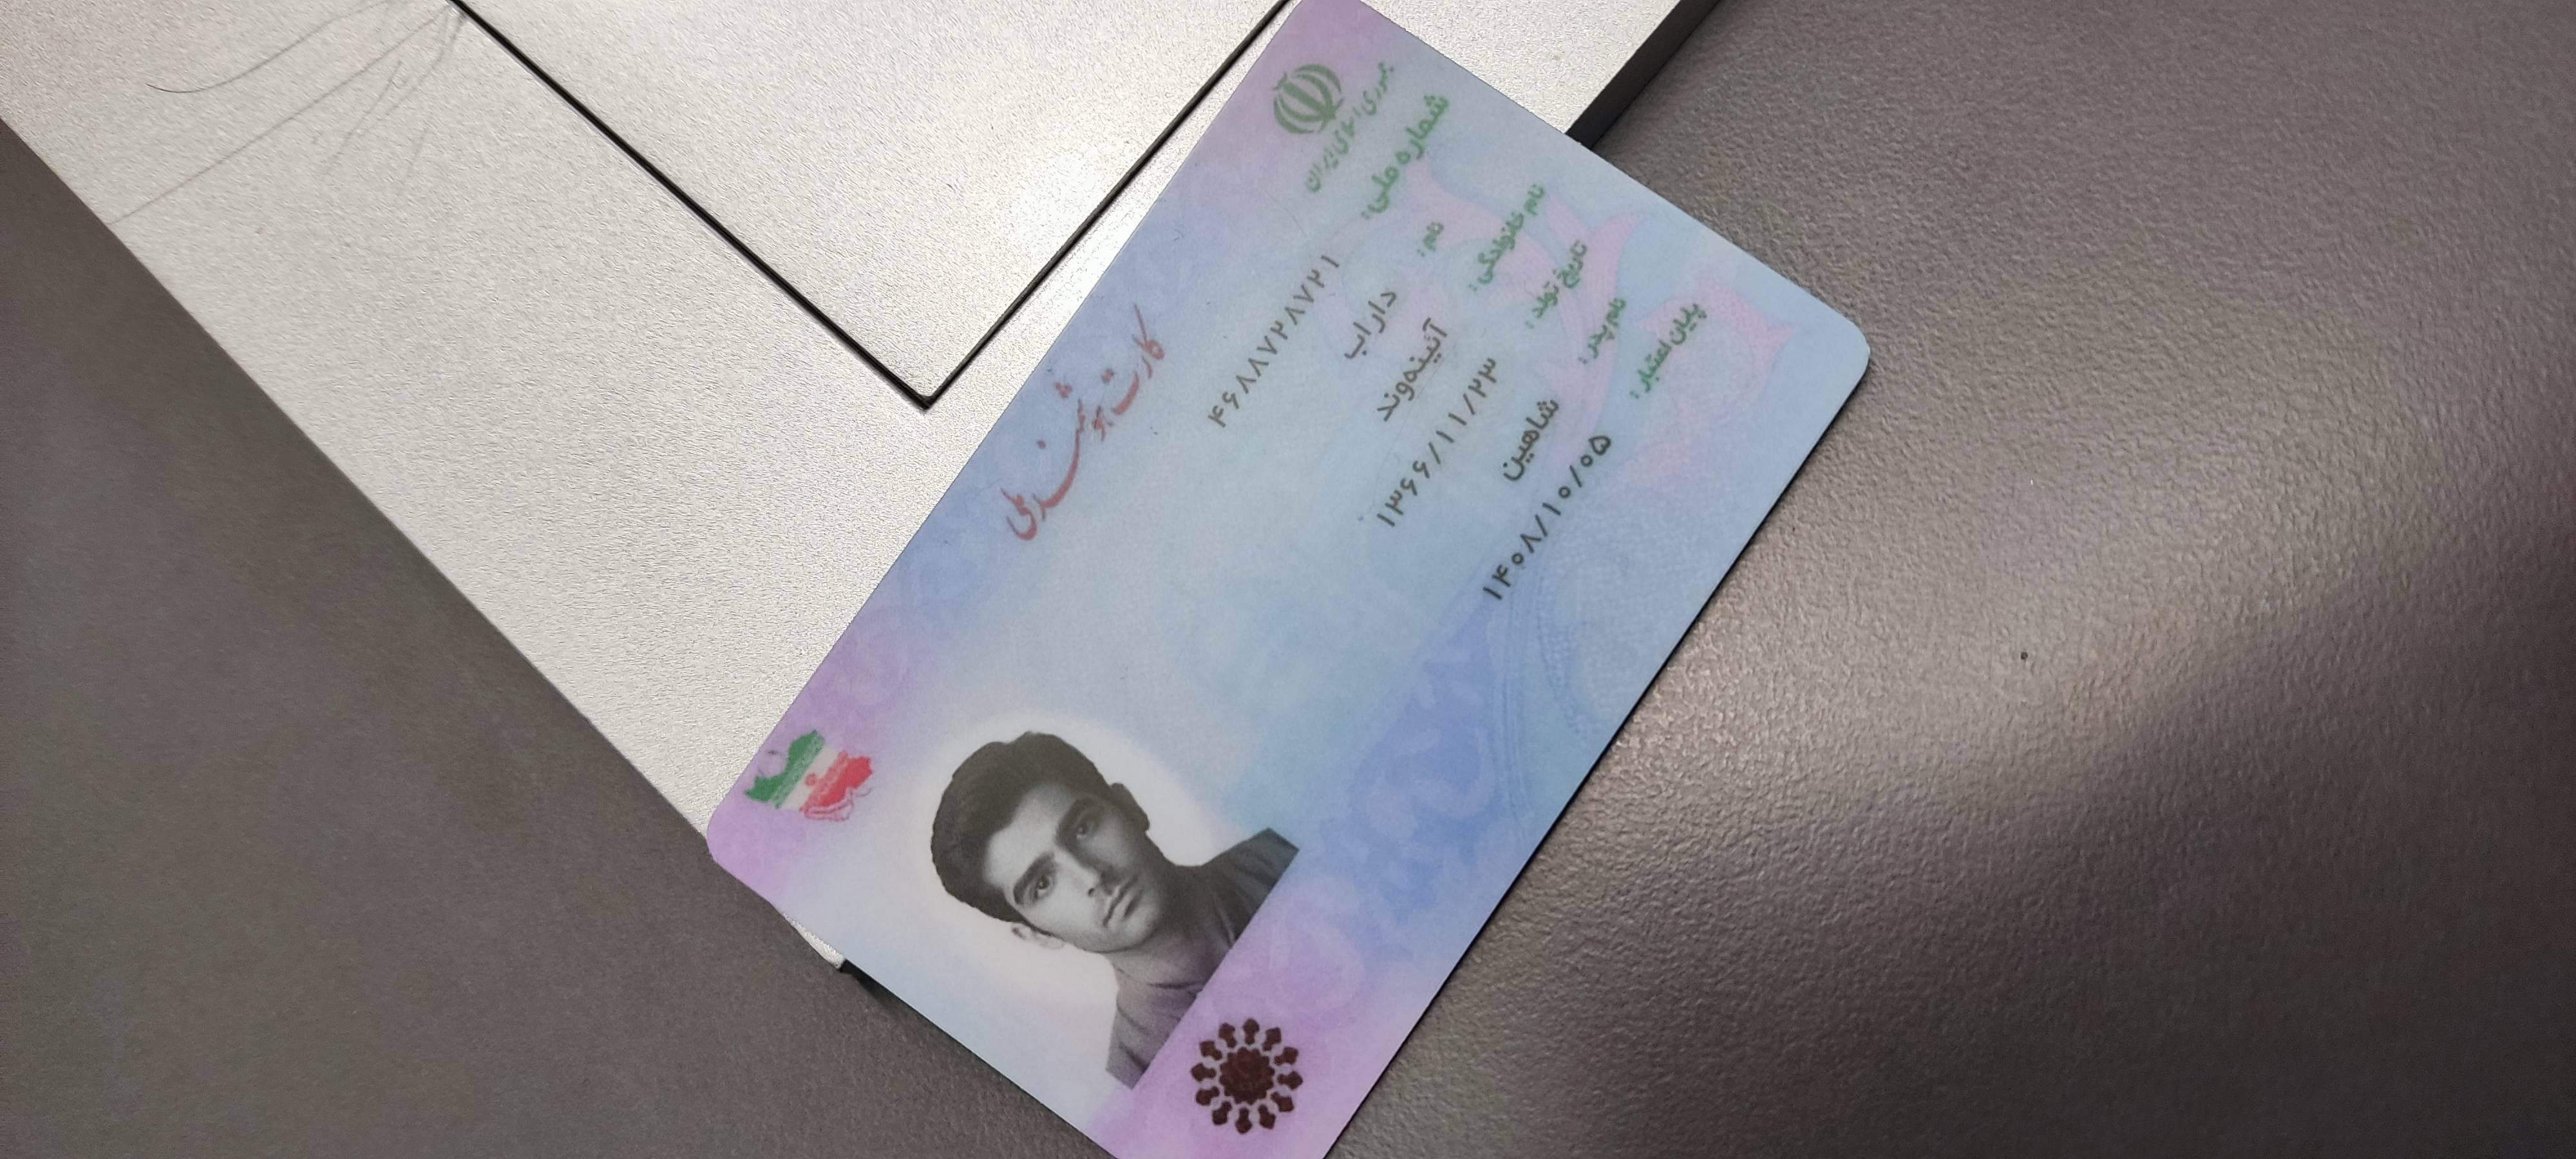 جمهوری اسلامی ایران
کارت هوشمند ملی
شماره ملی: ۴۶۸۸۷۲۸۷۲۱
نام: داراب
نام خانوادگی: آئینه‌وند
تاریخ تولد: ۱۳۶۶/۱۱/۲۳
نام پدر: شاهین
پایان اعتبار: ۱۴۰۸/۱۰/۰۵